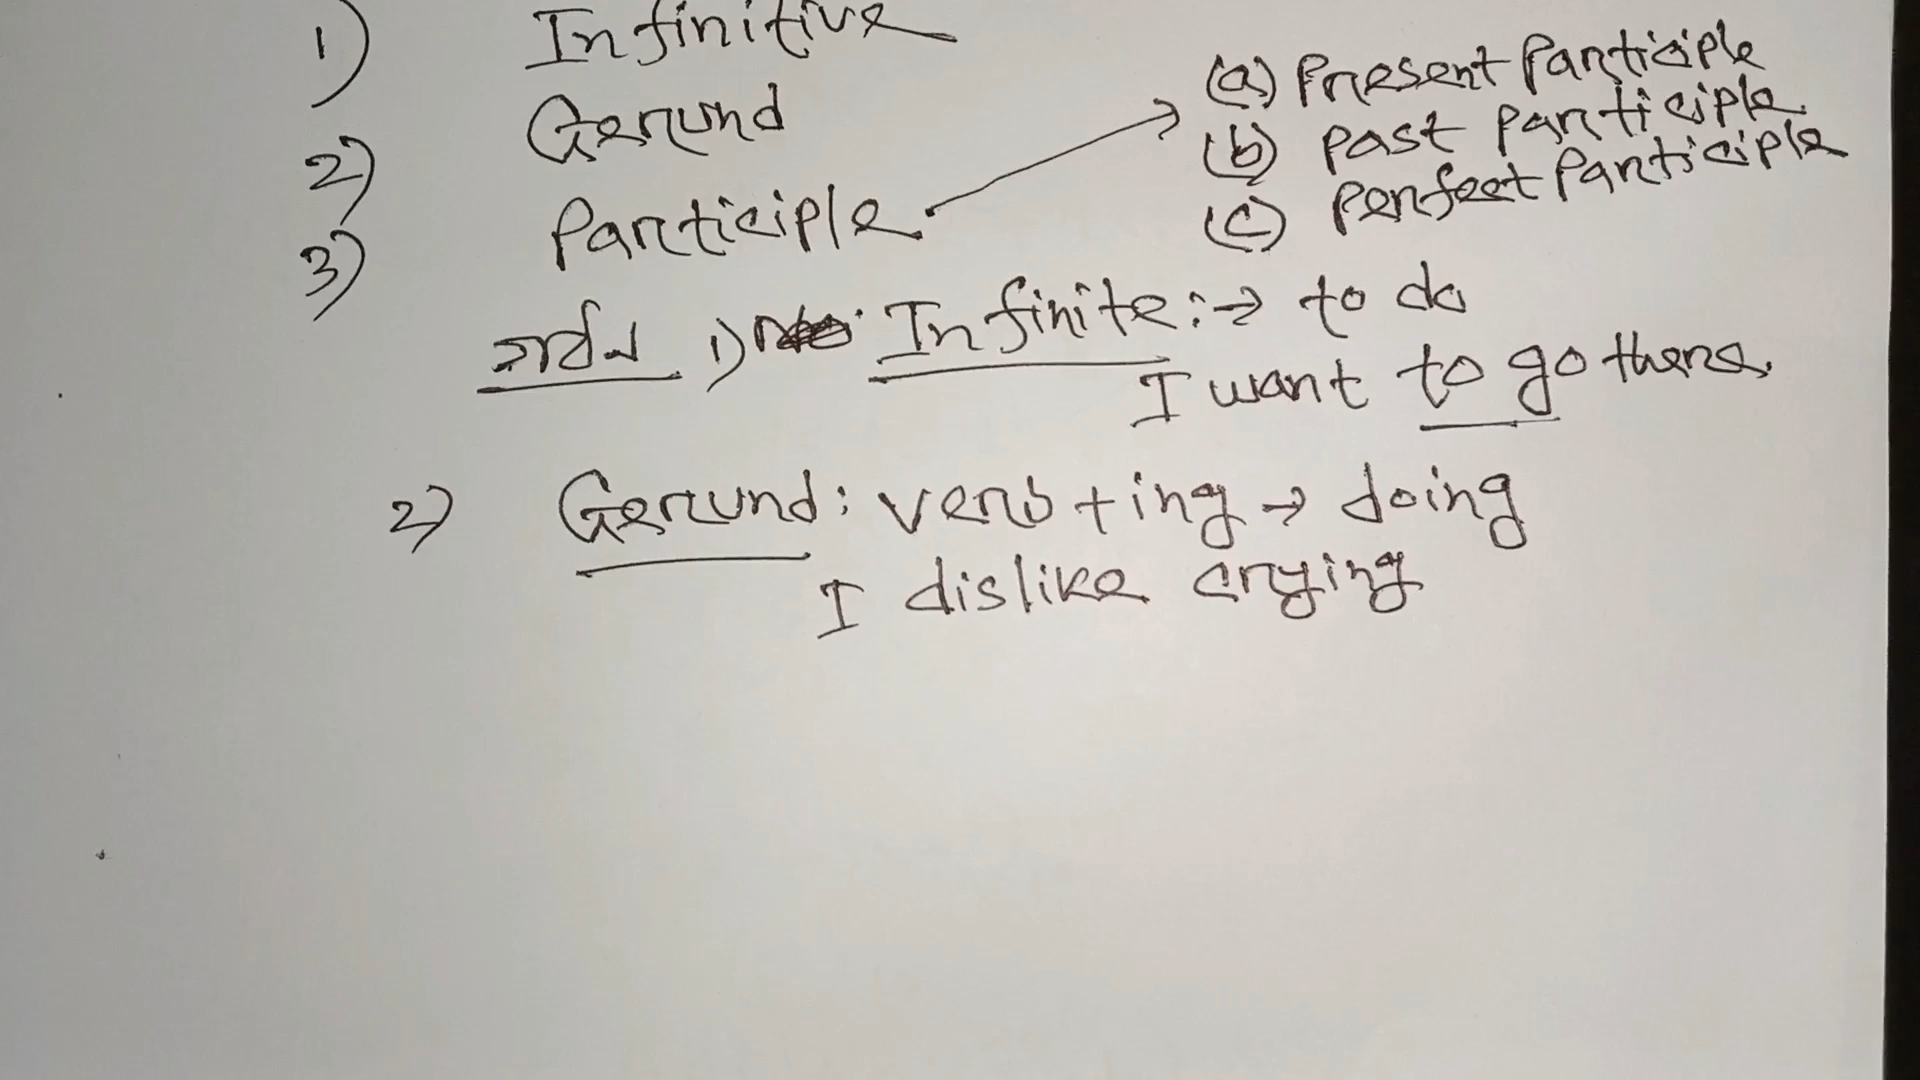 1) Infinitive
2) Gerund
3) Participle → (a) Present Participle
(b) past participle
(c) perfect Participle
গঠন 1) Infinite :→ to do
I want to go there.
2) Gerund : verb + ing → doing
I dislike crying